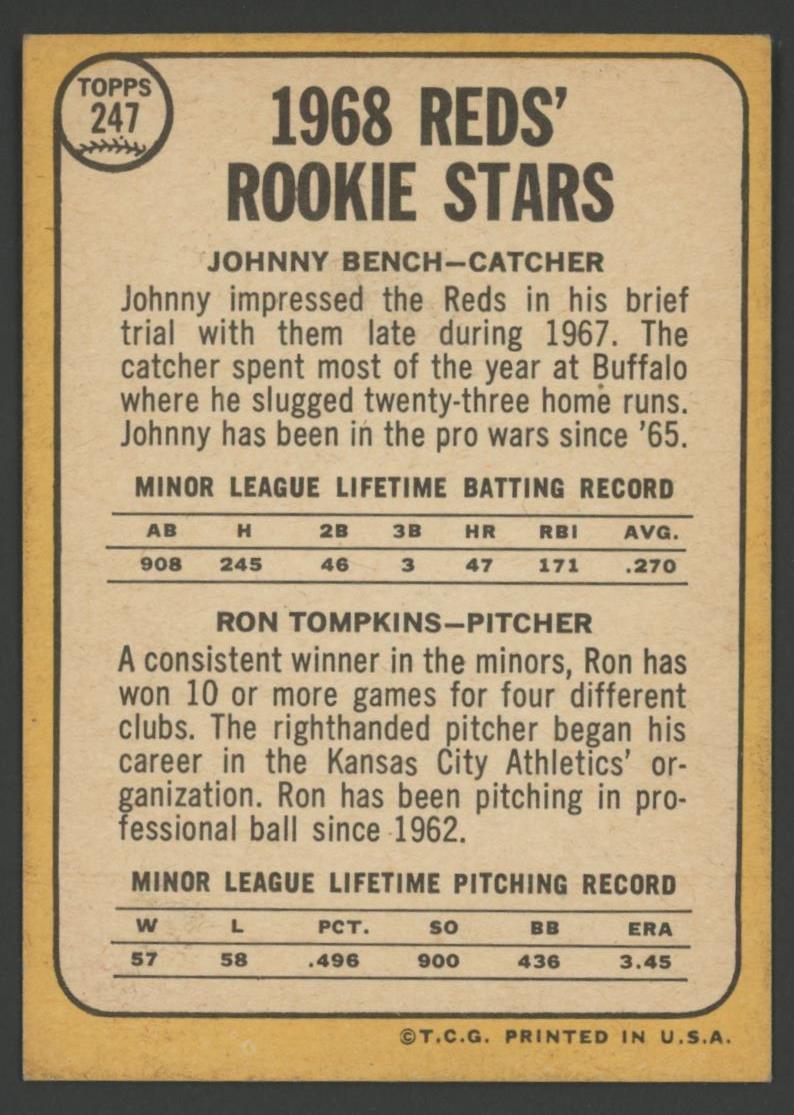 TOPPS
247
1968 REDS'
ROOKIE STARS
JOHNNY BENCH—CATCHER
Johnny impressed the Reds in his brief
trial with them late during 1967. The
catcher spent most of the year at Buffalo
where he slugged twenty-three home runs.
Johnny has been in the pro wars since '65.
MINOR LEAGUE LIFETIME BATTING RECORD
AB H 2B 3B HR RBI AVG.
908 245 46 3 47 171 .270
RON TOMPKINS—PITCHER
A consistent winner in the minors, Ron has
won 10 or more games for four different
clubs. The righthanded pitcher began his
career in the Kansas City Athletics' or-
ganization. Ron has been pitching in pro-
fessional ball since 1962.
MINOR LEAGUE LIFETIME PITCHING RECORD
W L PCT. SO BB ERA
57 58 .496 900 436 3.45
©T.C.G. PRINTED IN U.S.A.